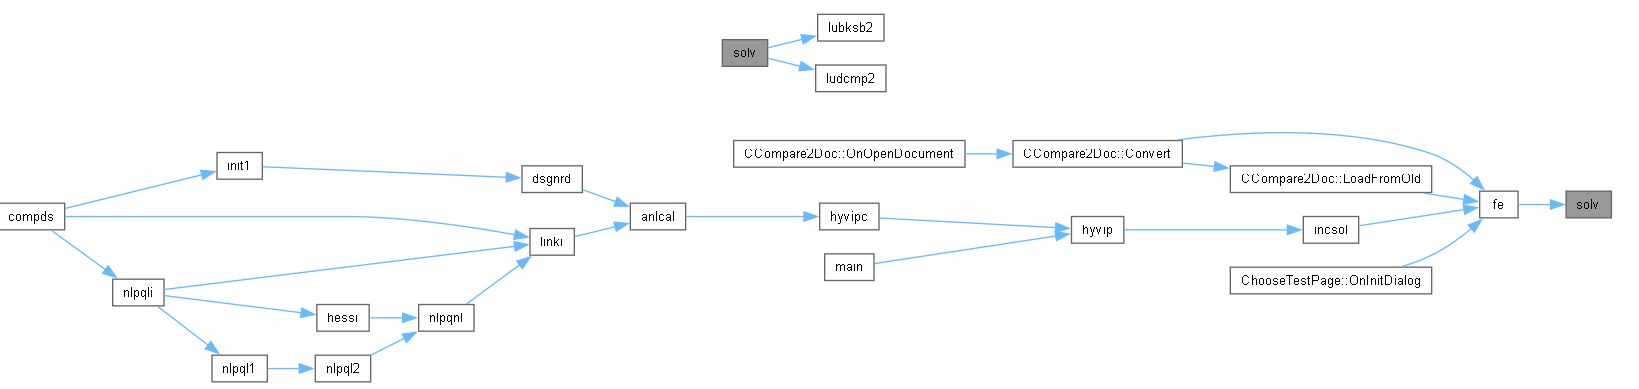 lubksb2
solv
ludcmp2
CCompare2Doc::OnOpenDocument
CCompare2Doc::Convert
init1
dsgnrd
CCompare2Doc::LoadFromOld
compds
anlcal
hyvipc
fe
solv
linki
hyvip
incsol
main
ChooseTestPage::OnInitDialog
nlpqli
hessi
nlpqnl
nlpql1
nlpql2